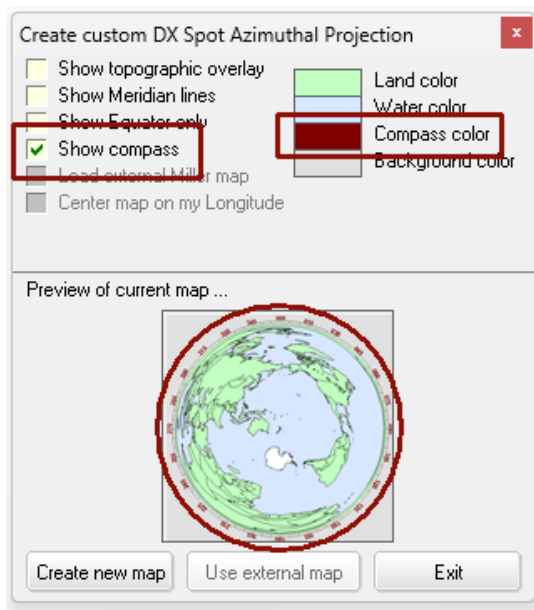 Create custom DX Spot Azimuthal Projection
x
Show topographic overlay
Show Meridian lines
Show Equator only
Show compass
Load external Miller map
Center map on my Longitude
Land color
Water color
Compass color
Background color
Preview of current map ...
Create new map
Use external map
Exit